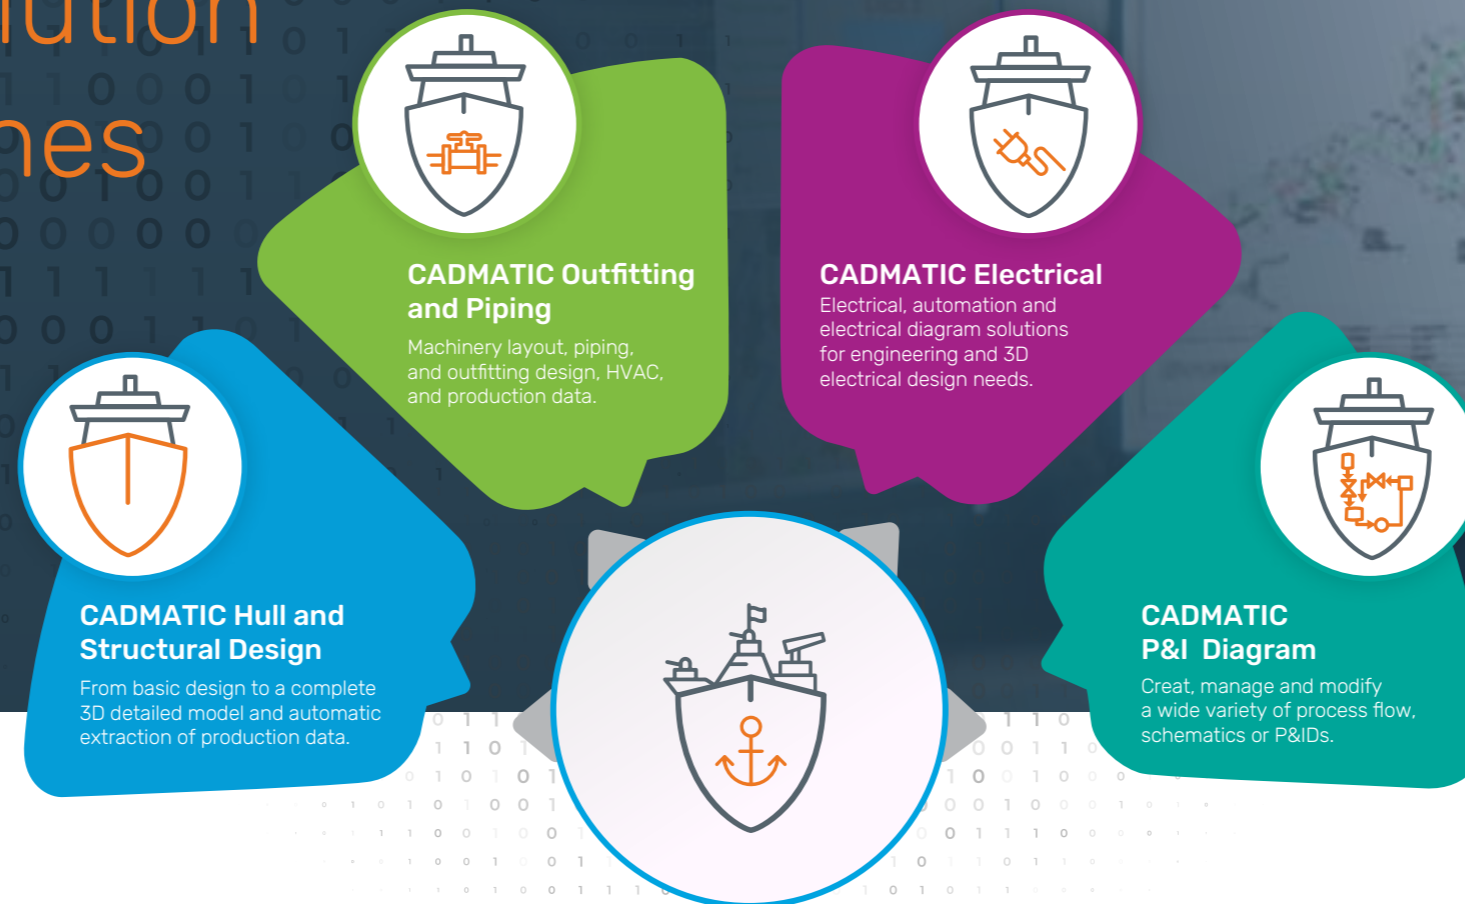 lution
nes
CADMATIC Outfitting
and Piping
Machinery layout, piping,
and outfitting design, HVAC,
and production data.
CADMATIC Electrical
Electrical, automation and
electrical diagram solutions
for engineering and 3D
electrical design needs.
CADMATIC Hull and
Structural Design
From basic design to a complete
3D detailed model and automatic
extraction of production data.
CADMATIC
P&I Diagram
Creat, manage and modify
a wide variety of process flow,
schematics or P&IDs.